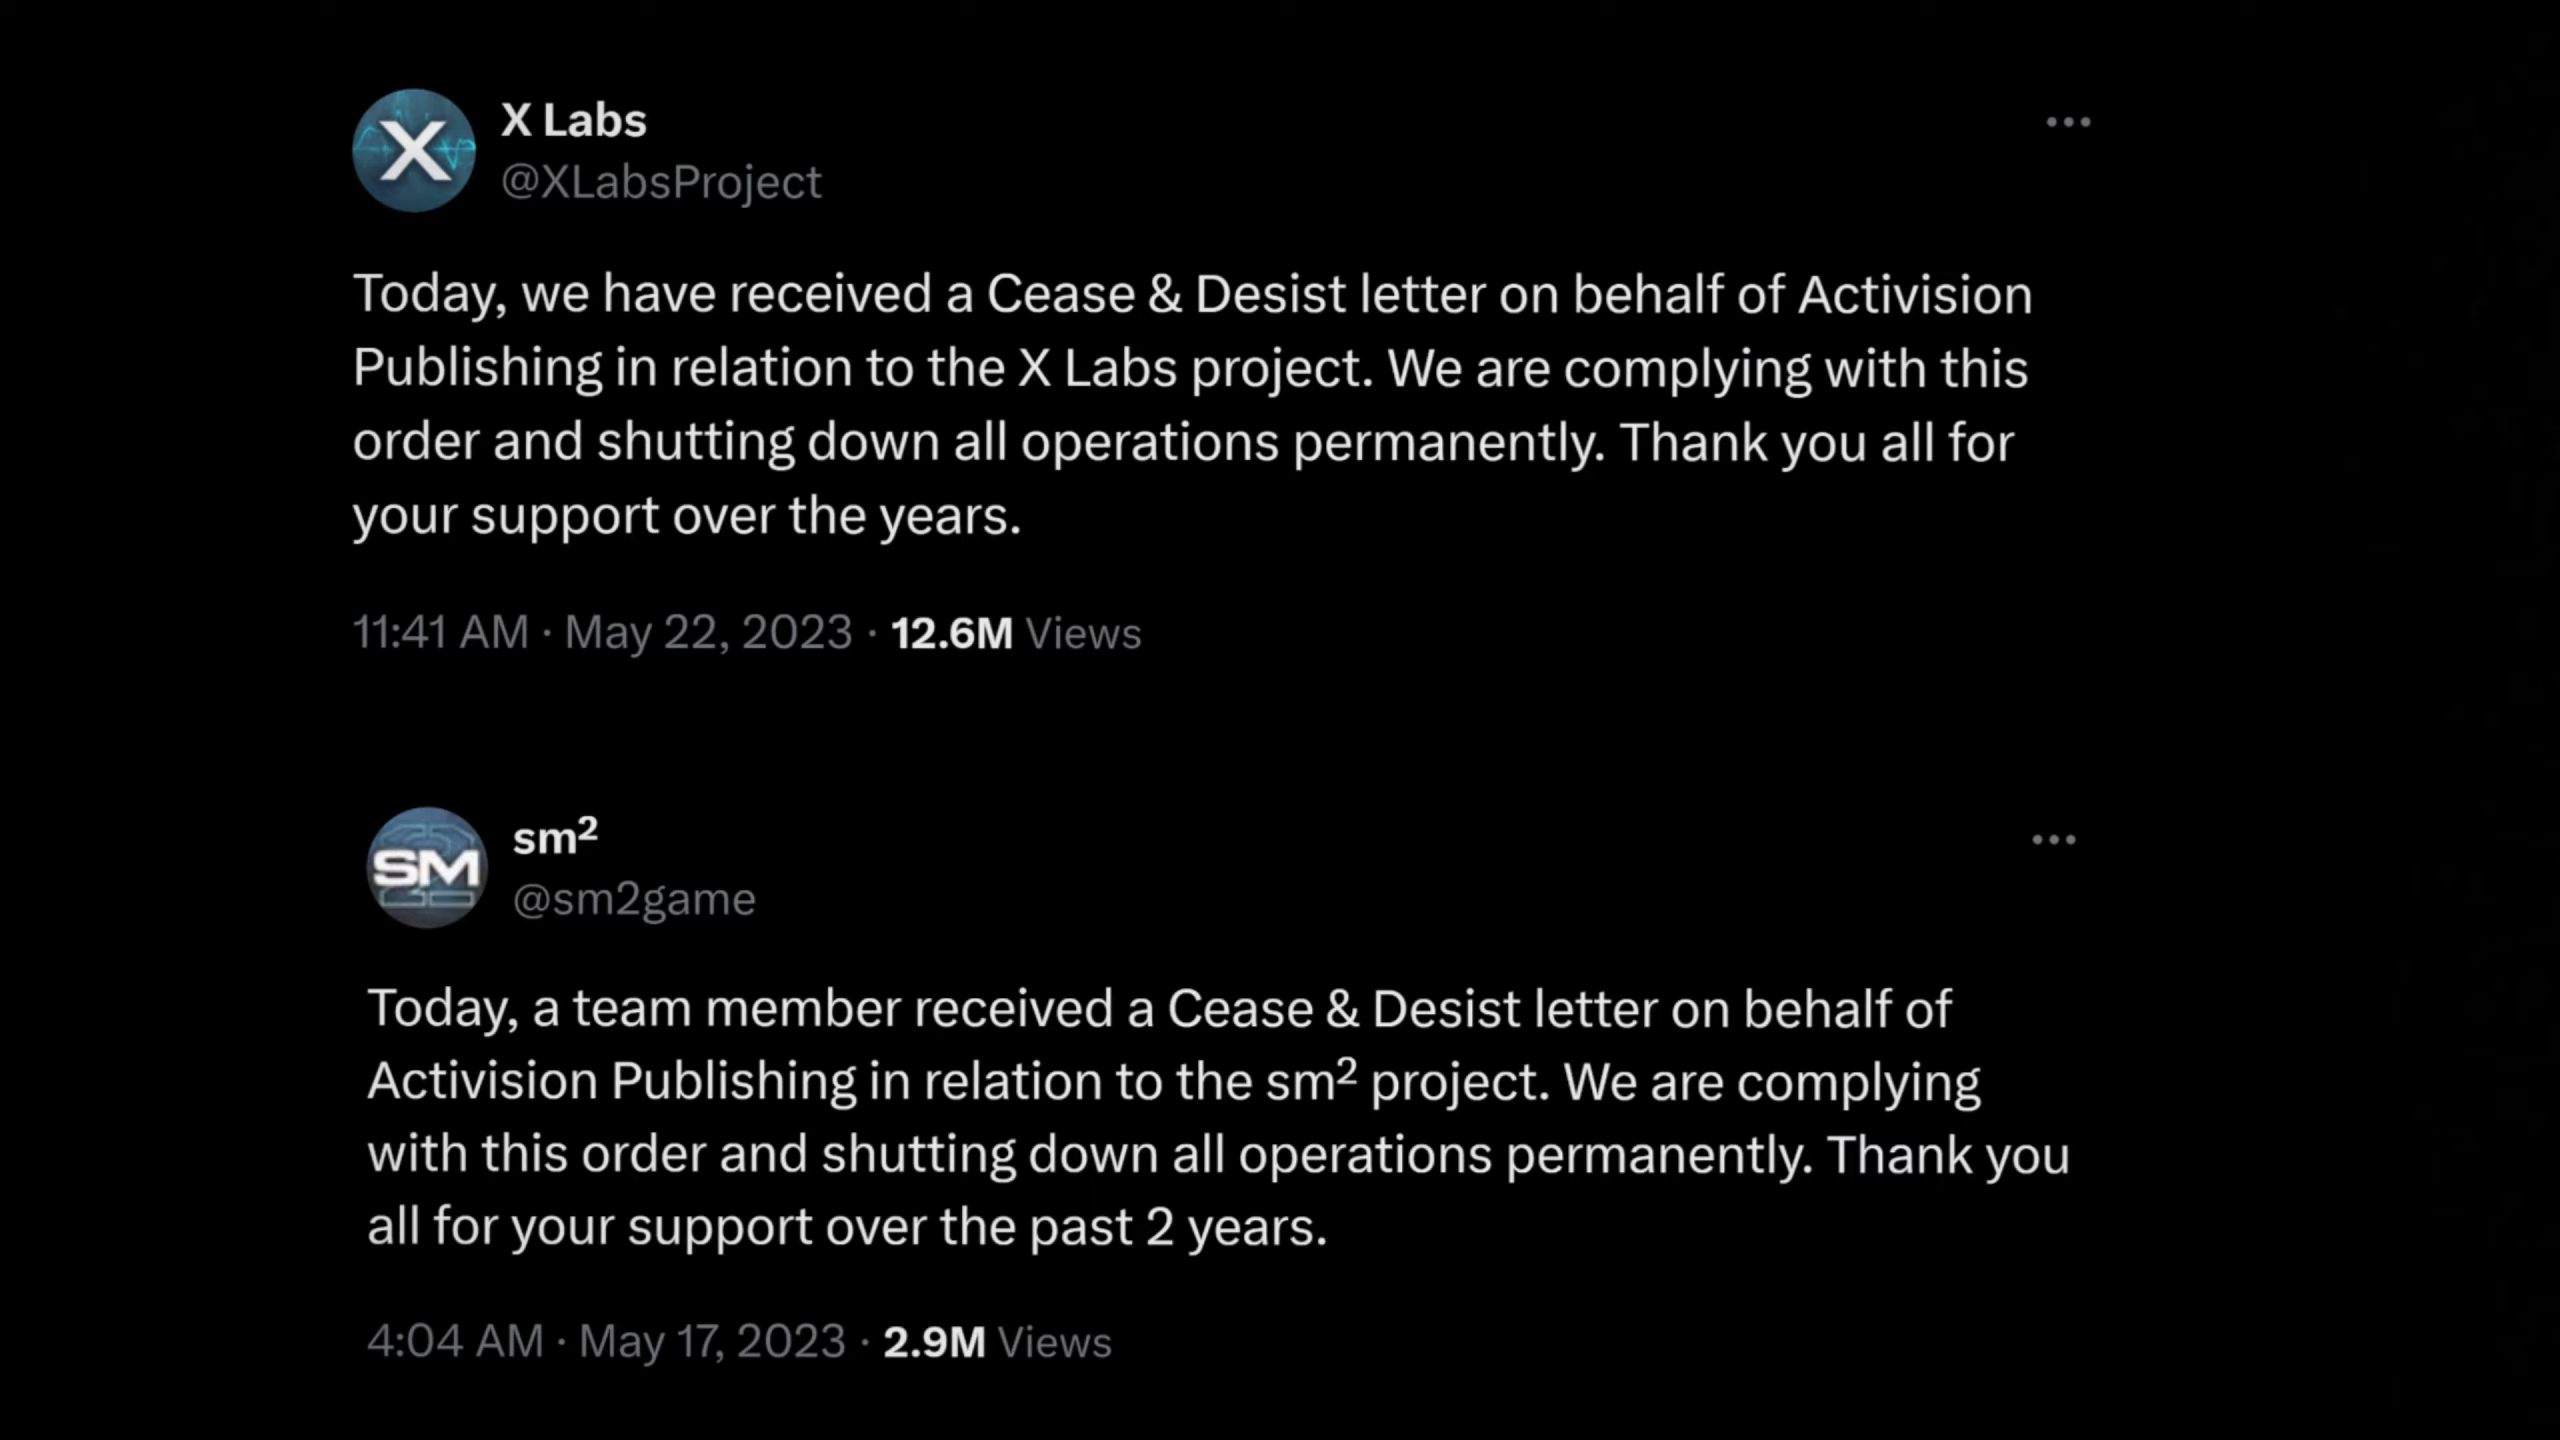 X
X Labs
@XLabsProject
Today, we have received a Cease & Desist letter on behalf of Activision
Publishing in relation to the X Labs project. We are complying with this
order and shutting down all operations permanently. Thank you all for
your support over the years.
11:41 AM · May 22, 2023 · 12.6M Views
SM
sm²
@sm2game
Today, a team member received a Cease & Desist letter on behalf of
Activision Publishing in relation to the sm² project. We are complying
with this order and shutting down all operations permanently. Thank you
all for your support over the past 2 years.
4:04 AM · May 17, 2023 · 2.9M Views